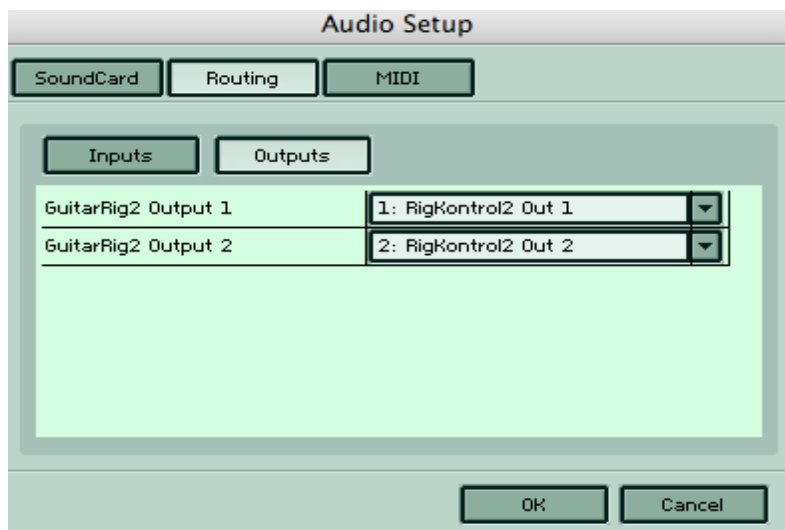 Audio Setup
SoundCard Routing MIDI
Inputs Outputs
GuitarRig2 Output 1 1: RigKontrol2 Out 1
GuitarRig2 Output 2 2: RigKontrol2 Out 2
OK Cancel